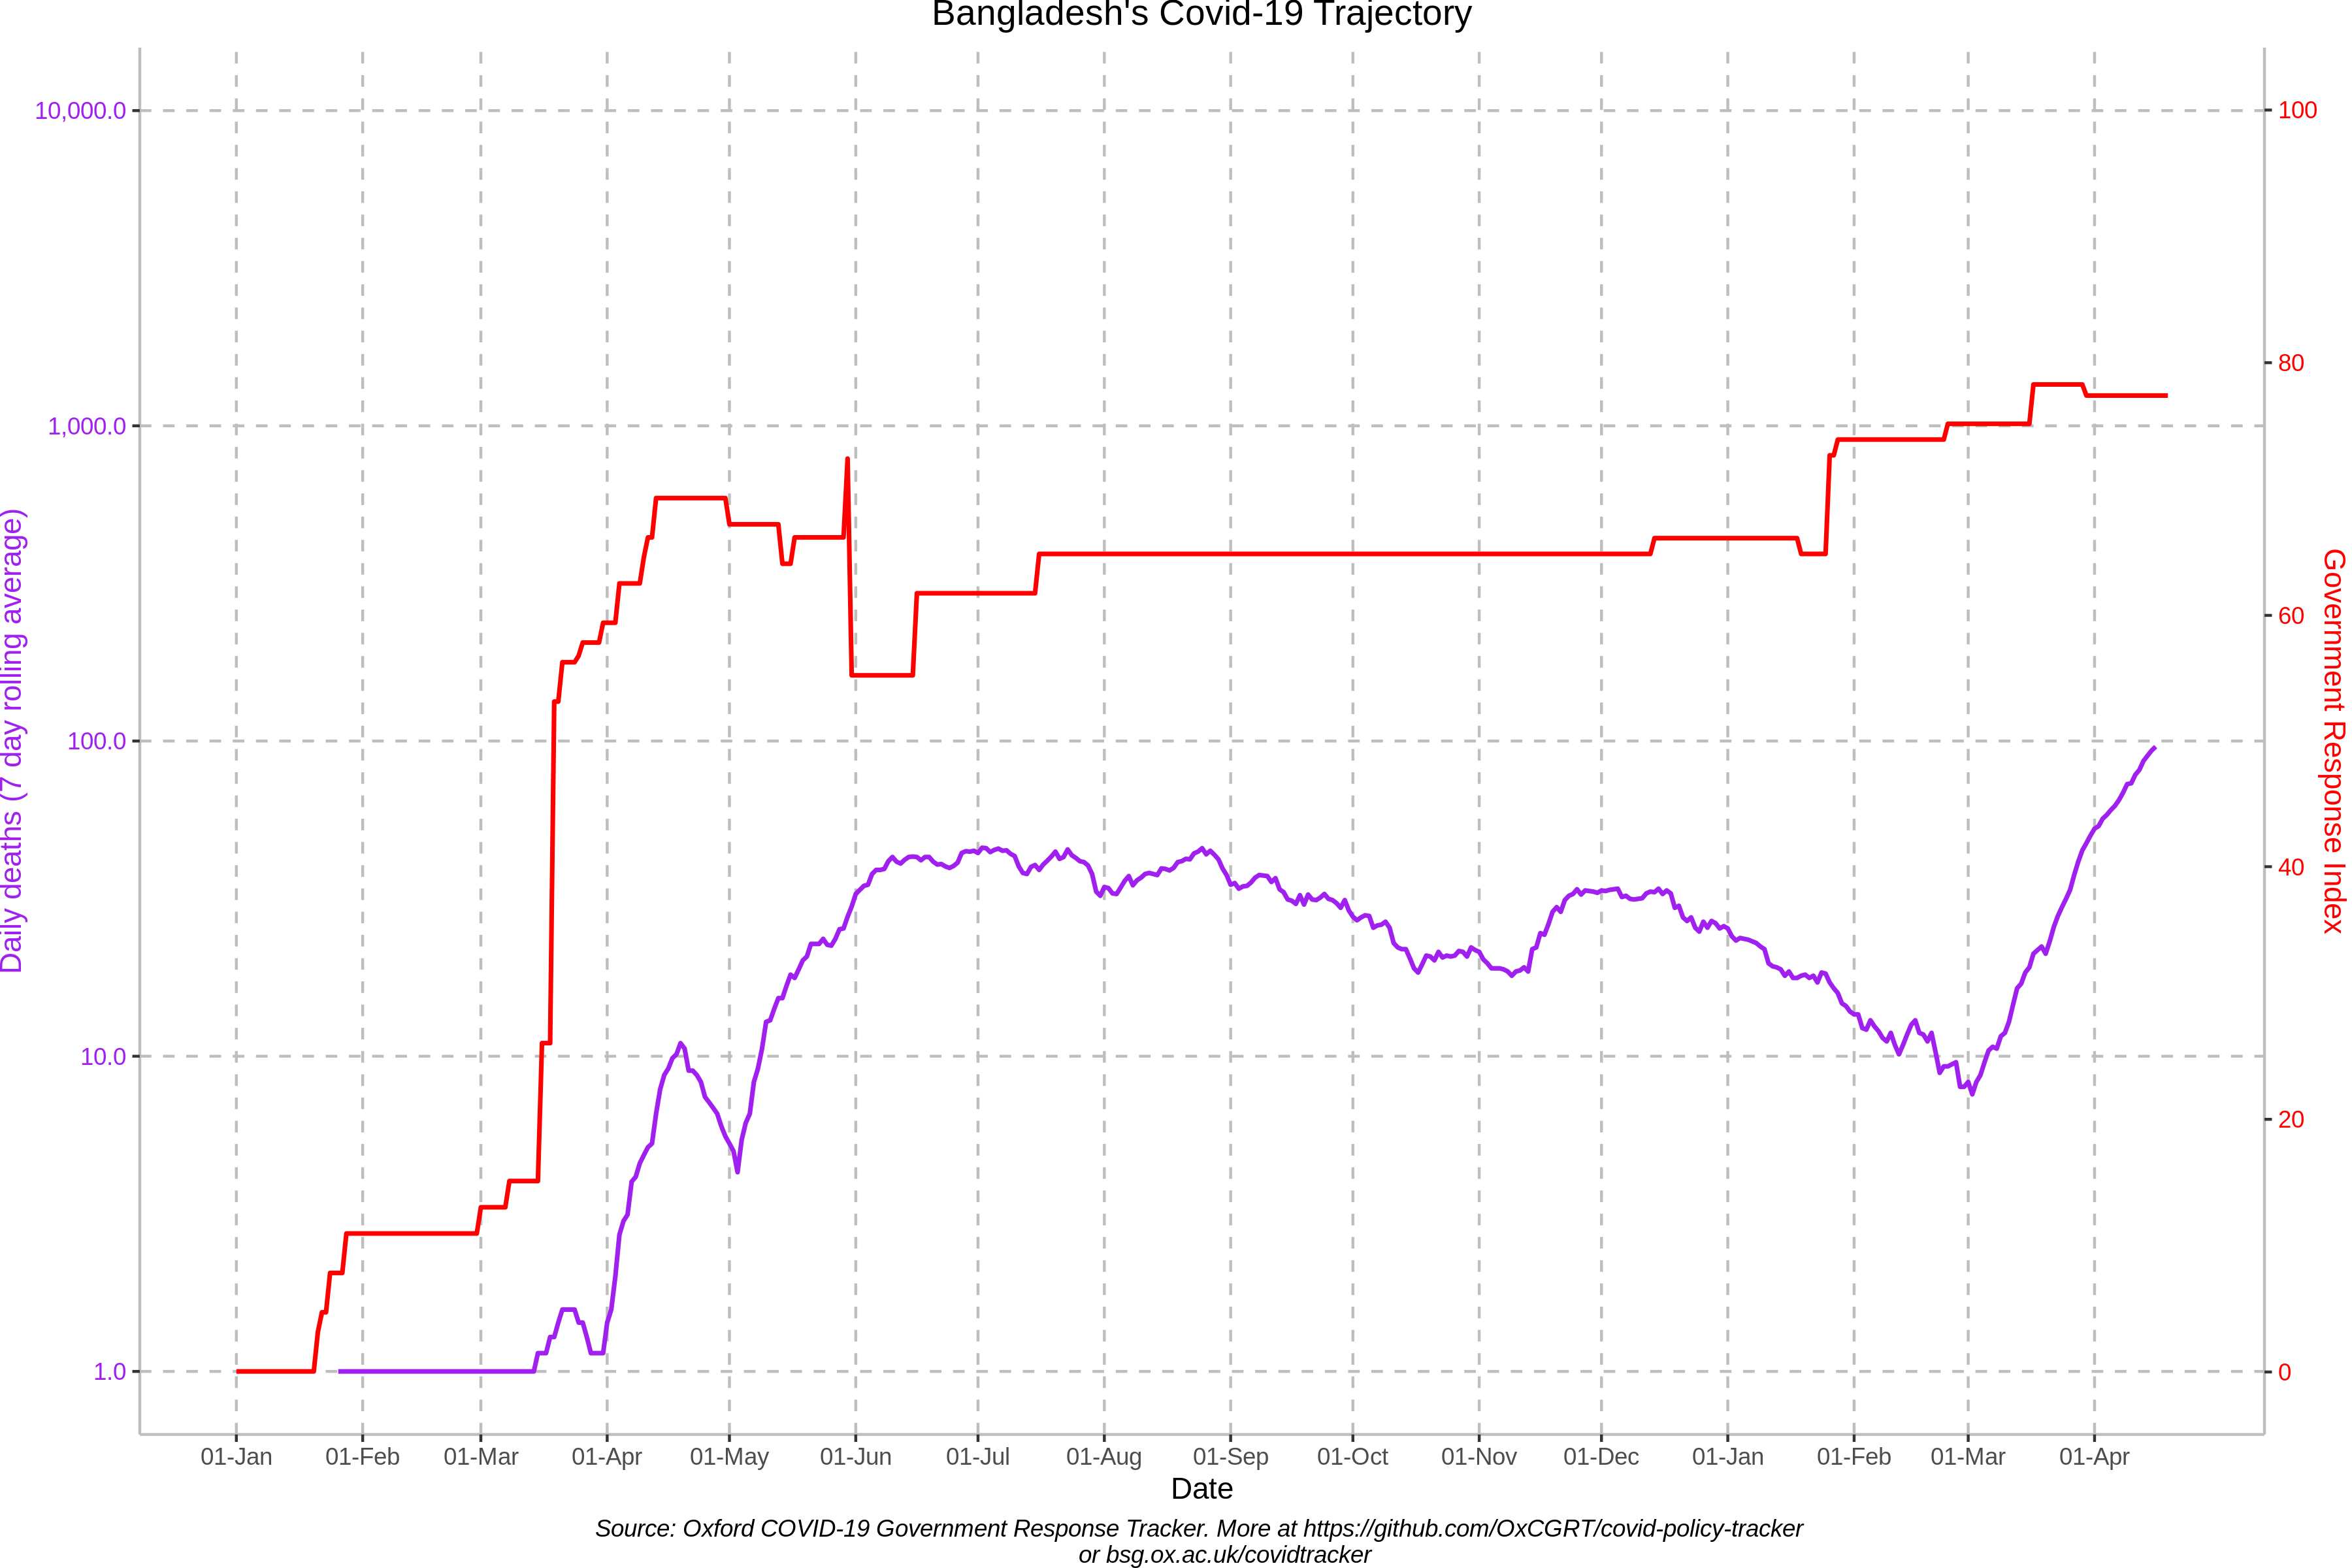 Bangladesh's Covid-19 Trajectory
10,000.0
1,000.0
100.0
10.0
1.0
Daily deaths (7 day rolling average)
100
80
60
40
20
0
Government Response Index
01-Jan 01-Feb 01-Mar 01-Apr 01-May 01-Jun 01-Jul 01-Aug 01-Sep 01-Oct 01-Nov 01-Dec 01-Jan 01-Feb 01-Mar 01-Apr
Date
Source: Oxford COVID-19 Government Response Tracker. More at https://github.com/OxCGRT/covid-policy-tracker
or bsg.ox.ac.uk/covidtracker